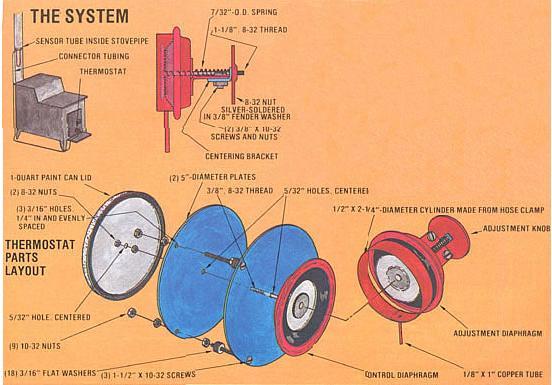 THE SYSTEM
SENSOR TUBE INSIDE STOVEPIPE
CONNECTOR TUBING
THERMOSTAT
7/32"-O.D. SPRING
1-1/8", 8-32 THREAD
8-32 NUT
SILVER-SOLDERED
IN 3/8" FENDER WASHER
(2) 3/8" X 10-32
SCREWS AND NUTS
CENTERING BRACKET
1-QUART PAINT CAN LID
(2) 8-32 NUTS
(3) 3/16" HOLES
1/4" IN AND EVENLY
SPACED
THERMOSTAT
PARTS
LAYOUT
5/32" HOLE, CENTERED
(9) 10-32 NUTS
(18) 3/16" FLAT WASHERS
(3) 1-1/2" X 10-32 SCREWS
(2) 5"-DIAMETER PLATES
3/8", 8-32 THREAD
5/32" HOLES, CENTERED
1/2" X 2-1/4"-DIAMETER CYLINDER MADE FROM HOSE CLAMP
ADJUSTMENT KNOB
ADJUSTMENT DIAPHRAGM
CONTROL DIAPHRAGM
1/8" X 1" COPPER TUBE